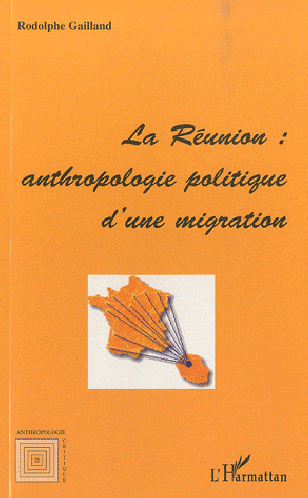 Rodolphe Gailland
La Réunion :
anthropologie politique
d'une migration
ANTHROPOLOGIE
CRITIQUE
L'Harmattan